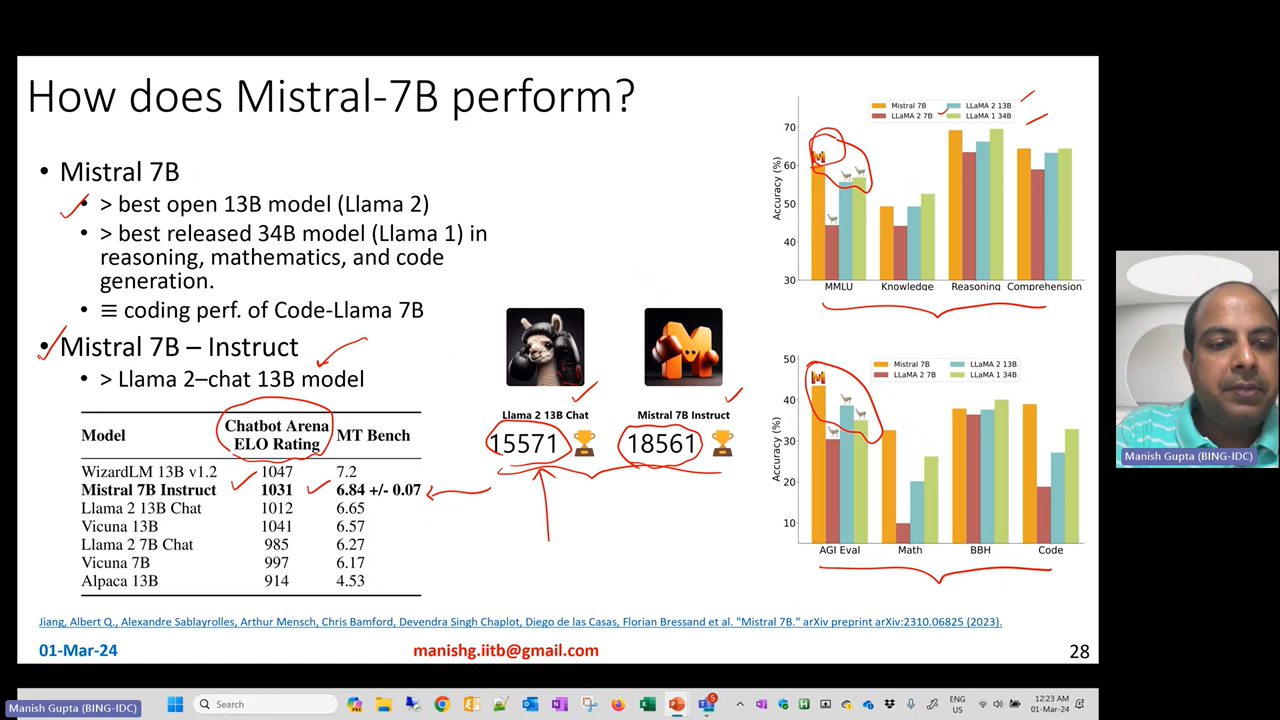 How does Mistral-7B perform?
• Mistral 7B
• > best open 13B model (Llama 2)
• > best released 34B model (Llama 1) in
reasoning, mathematics, and code
generation.
• ≡ coding perf. of Code-Llama 7B
• Mistral 7B – Instruct
• > Llama 2–chat 13B model
Model Chatbot Arena ELO Rating MT Bench
WizardLM 13B v1.2 1047 7.2
Mistral 7B Instruct 1031 6.84 +/- 0.07
Llama 2 13B Chat 1012 6.65
Vicuna 13B 1041 6.57
Llama 2 7B Chat 985 6.27
Vicuna 7B 997 6.17
Alpaca 13B 914 4.53
Llama 2 13B Chat Mistral 7B Instruct
15571 18561
Mistral 7B LLaMA 2 13B
LLaMA 2 7B LLaMA 1 34B
Accuracy (%)
70
60
50
40
30
MMLU Knowledge Reasoning Comprehension
Mistral 7B LLaMA 2 13B
LLaMA 2 7B LLaMA 1 34B
Accuracy (%)
50
40
30
20
10
AGI Eval Math BBH Code
Jiang, Albert Q., Alexandre Sablayrolles, Arthur Mensch, Chris Bamford, Devendra Singh Chaplot, Diego de las Casas, Florian Bressand et al. "Mistral 7B." arXiv preprint arXiv:2310.06825 (2023).
01-Mar-24 manishg.iitb@gmail.com 28
Manish Gupta (BING-IDC)
Manish Gupta (BING-IDC)
Search
5
ENG
US
12:23 AM
01-Mar-24